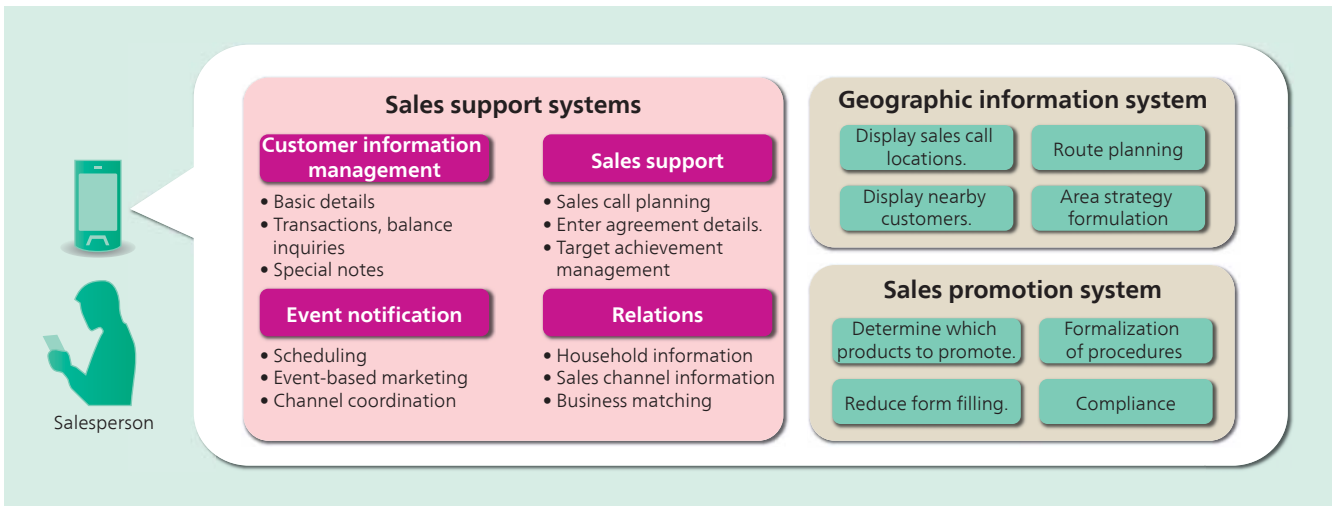 Sales support systems
Customer information
management
• Basic details
• Transactions, balance
inquiries
• Special notes
Sales support
• Sales call planning
• Enter agreement details.
• Target achievement
management
Event notification
• Scheduling
• Event-based marketing
• Channel coordination
Relations
• Household information
• Sales channel information
• Business matching
Geographic information system
Display sales call
locations.
Route planning
Display nearby
customers.
Area strategy
formulation
Sales promotion system
Determine which
products to promote.
Formalization
of procedures
Reduce form filling.
Compliance
Salesperson